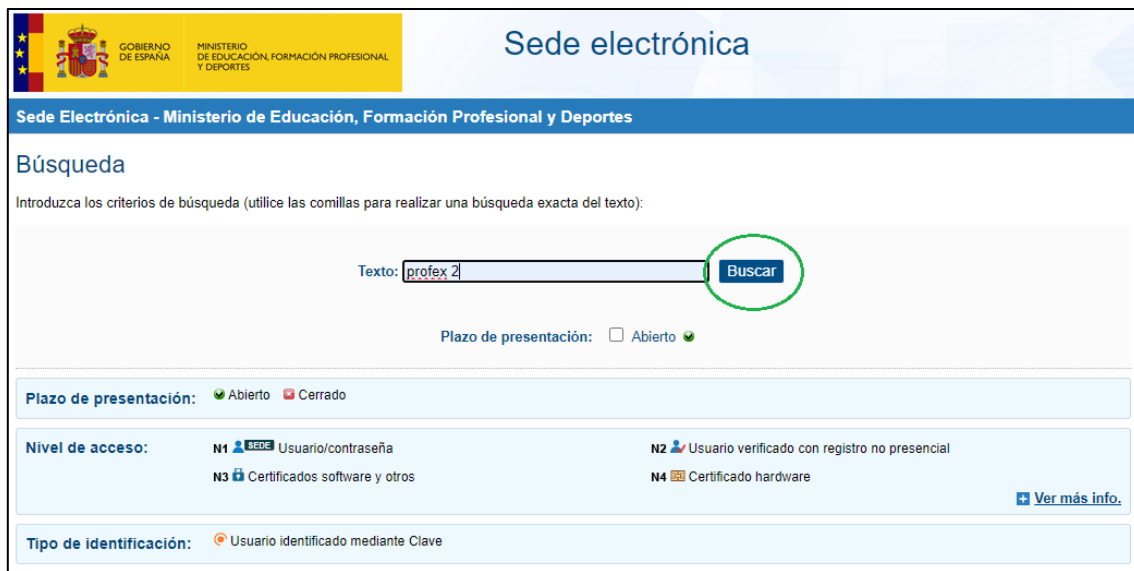 GOBIERNO
DE ESPAÑA
MINISTERIO
DE EDUCACIÓN, FORMACIÓN PROFESIONAL
Y DEPORTES
Sede electrónica
Sede Electrónica - Ministerio de Educación, Formación Profesional y Deportes
Búsqueda
Introduzca los criterios de búsqueda (utilice las comillas para realizar una búsqueda exacta del texto):
Texto: profex 2 Buscar
Plazo de presentación: Abierto
Plazo de presentación: Abierto Cerrado
Nivel de acceso: N1 SEDE Usuario/contraseña N2 Usuario verificado con registro no presencial
N3 Certificados software y otros N4 Certificado hardware
Ver más info.
Tipo de identificación: Usuario identificado mediante Clave